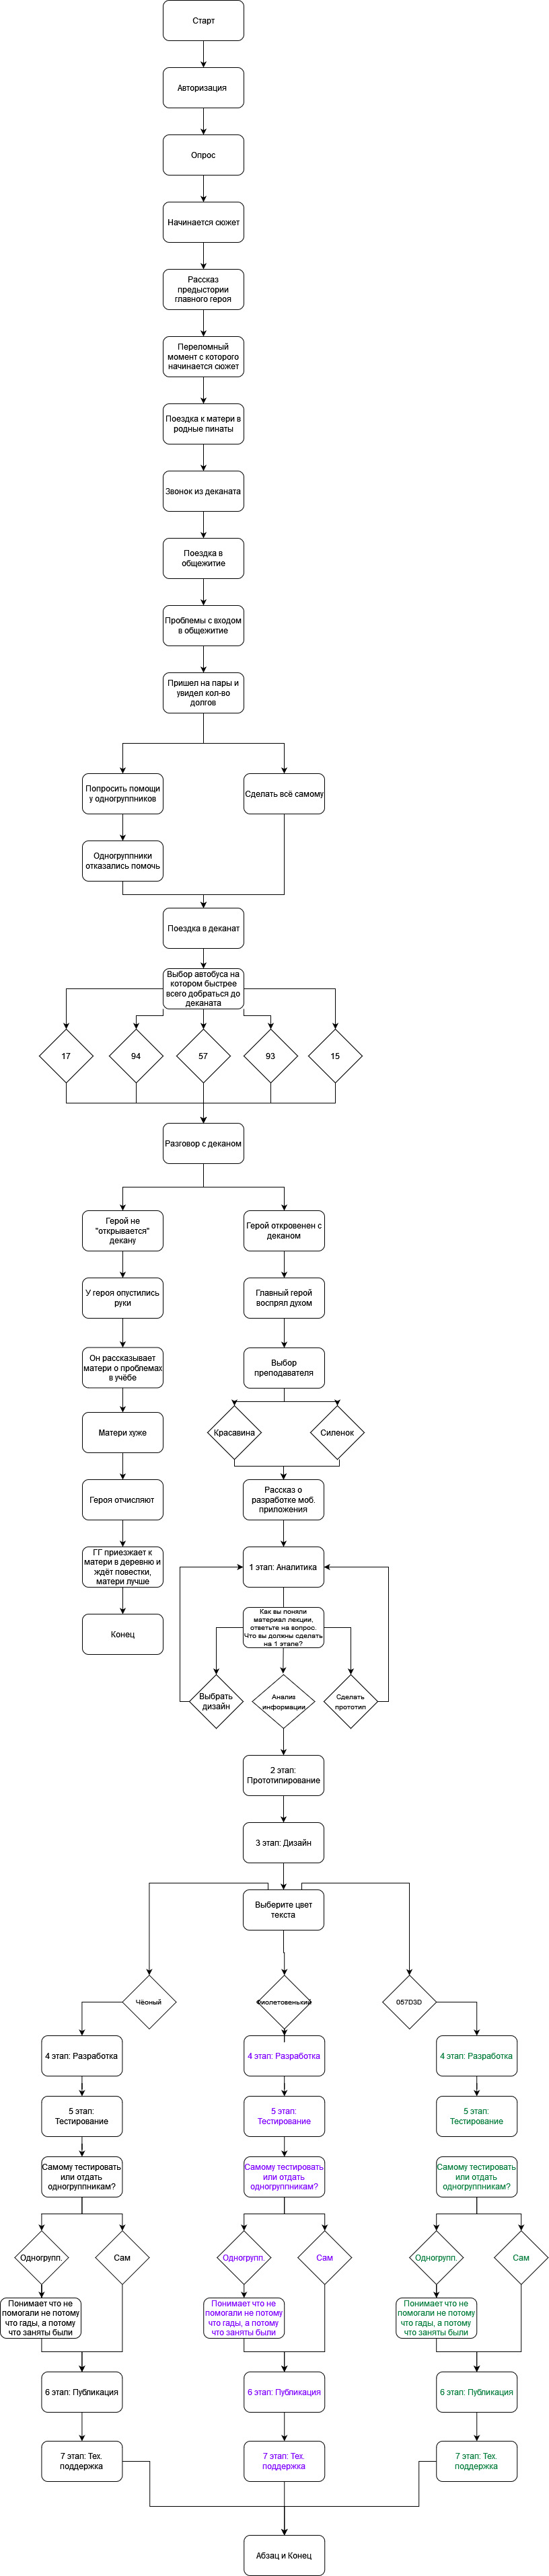 Старт
Авторизация
Опрос
Начинается сюжет
Рассказ
предыстории
главного героя
Переломный
момент с которого
начинается сюжет
Поездка к матери в
родные пинаты
Звонок из деканата
Поездка в
общежитие
Проблемы с входом
в общежитие
Пришел на пары и
увидел кол-во
долгов
Попросить помощи
у одногруппников
Сделать всё самому
Одногруппники
отказались помочь
Поездка в деканат
Выбор автобуса на
котором быстрее
всего добраться до
деканата
17
94
57
93
15
Разговор с деканом
Герой не
"открывается"
декану
Герой откровенен с
деканом
У героя опустились
руки
Главный герой
воспрял духом
Он рассказывает
матери о проблемах
в учёбе
Выбор
преподавателя
Матери хуже
Красавина
Силенок
Героя отчисляют
Рассказ о
разработке моб.
приложения
ГГ приезжает к
матери в деревню и
ждёт повестки,
матери лучше
1 этап: Аналитика
Конец
Как вы поняли
материал лекции,
ответьте на вопрос.
Что вы должны сделать
на 1 этапе?
Выбрать
дизайн
Анализ
информации
Сделать
прототип
2 этап:
Прототипирование
3 этап: Дизайн
Выберите цвет
текста
Чёоный
Фиолетовенький
057D3D
4 этап: Разработка
4 этап: Разработка
4 этап: Разработка
5 этап:
Тестирование
5 этап:
Тестирование
5 этап:
Тестирование
Самому тестировать
или отдать
одногруппникам?
Самому тестировать
или отдать
одногруппникам?
Самому тестировать
или отдать
одногруппникам?
Одногрупп.
Сам
Одногрупп.
Сам
Одногрупп.
Сам
Понимает что не
помогали не потому
что гады, а потому
что заняты были
Понимает что не
помогали не потому
что гады, а потому
что заняты были
Понимает что не
помогали не потому
что гады, а потому
что заняты были
6 этап: Публикация
6 этап: Публикация
6 этап: Публикация
7 этап: Тех.
поддержка
7 этап: Тех.
поддержка
7 этап: Тех.
поддержка
Абзац и Конец